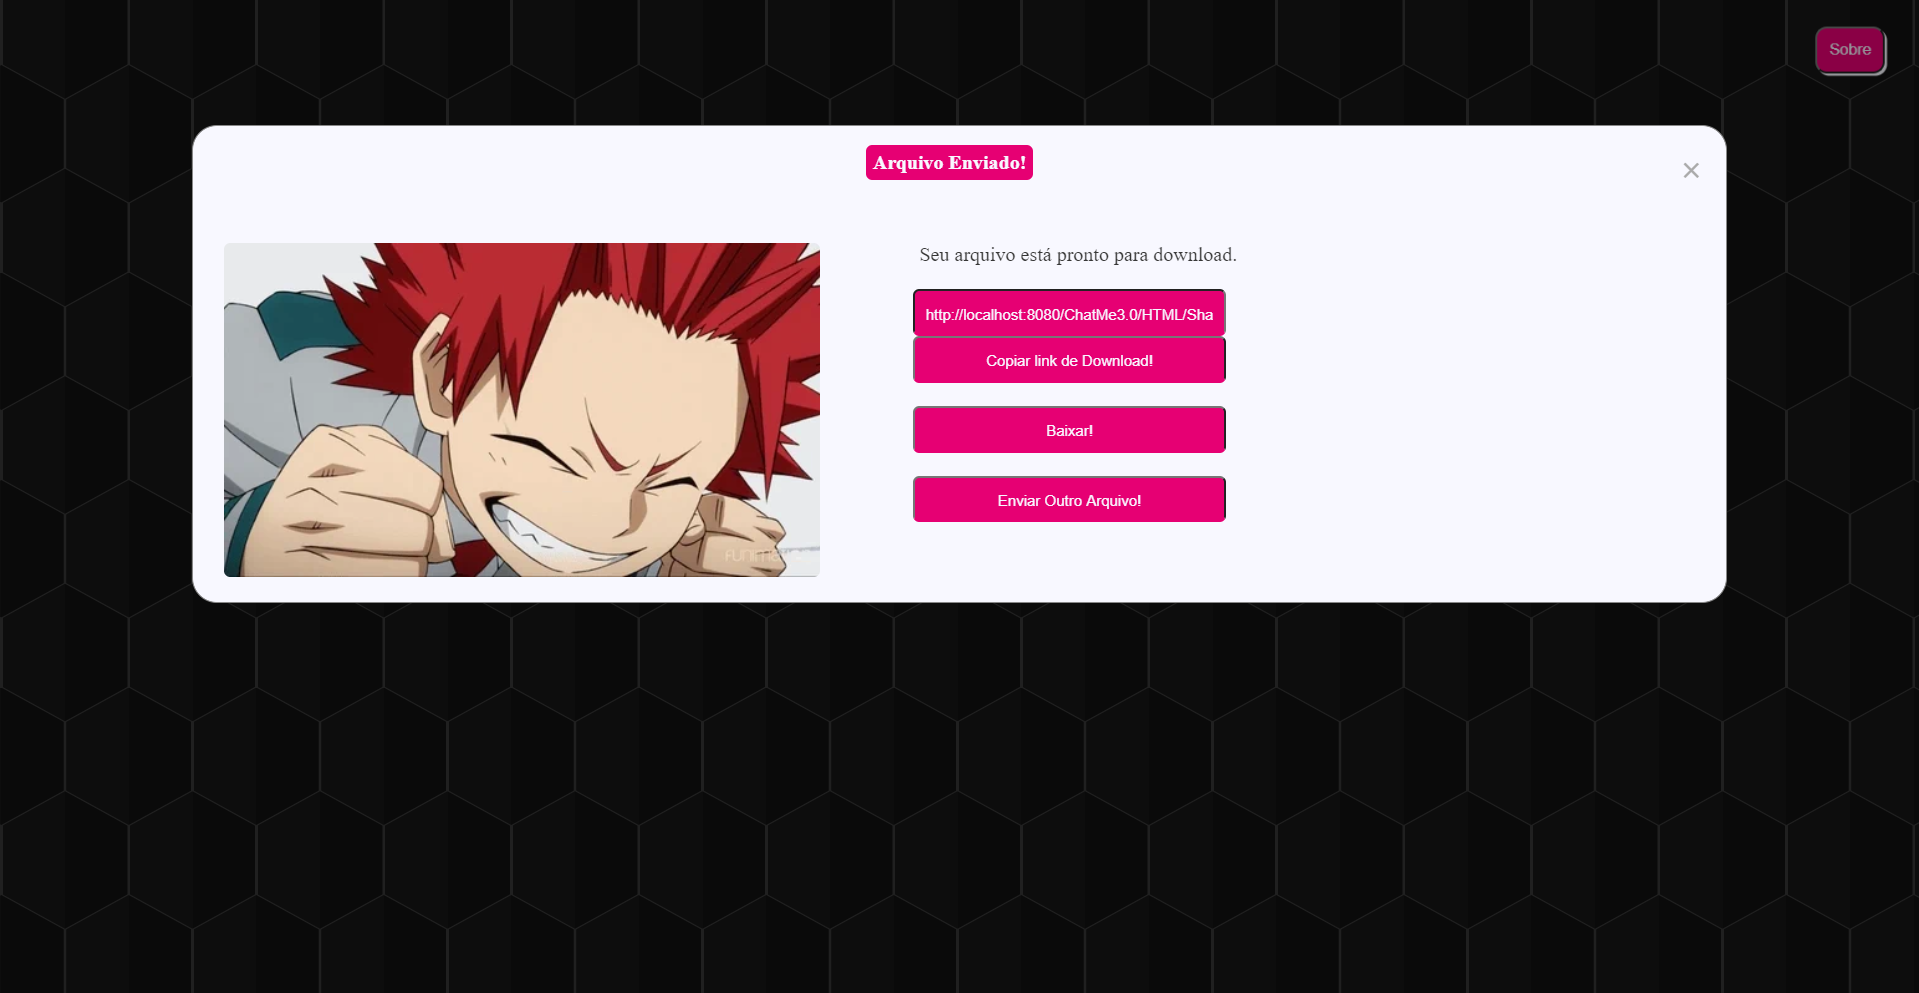 Sobre
Arquivo Enviado!
×
Seu arquivo está pronto para download.
http://localhost:8080/ChatMe3.0/HTML/Sha
Copiar link de Download!
Baixar!
Enviar Outro Arquivo!